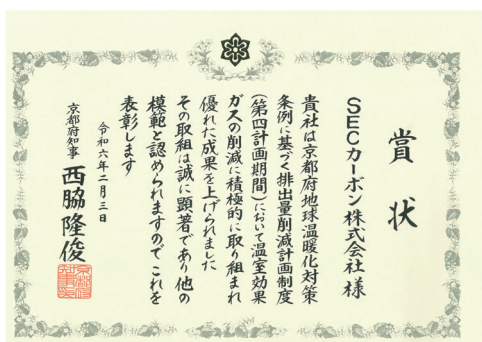 賞状
SECカーボン株式会社 様
貴社は京都府地球温暖化対策
条例に基づく排出量削減計画制度
(第四計画期間)において温室効果
ガスの削減に積極的に取り組まれ
優れた成果を上げられました
その取組は誠に顕著であり他の
模範と認められますのでこれを
表彰します
令和六年二月三日
京都府知事 西脇隆俊